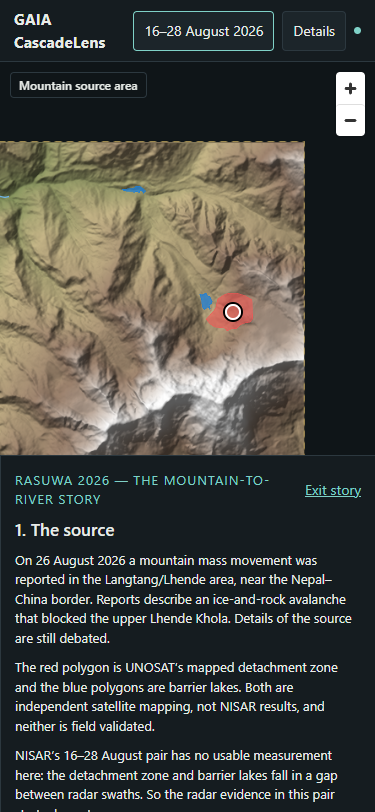 GAIA
CascadeLens
16–28 August 2026
Details
Mountain source area
+
−
RASUWA 2026 — THE MOUNTAIN-TO-
RIVER STORY
Exit story
1. The source
On 26 August 2026 a mountain mass movement was
reported in the Langtang/Lhende area, near the Nepal–
China border. Reports describe an ice-and-rock avalanche
that blocked the upper Lhende Khola. Details of the source
are still debated.
The red polygon is UNOSAT's mapped detachment zone
and the blue polygons are barrier lakes. Both are
independent satellite mapping, not NISAR results, and
neither is field validated.
NISAR's 16–28 August pair has no usable measurement
here: the detachment zone and barrier lakes fall in a gap
between radar swaths. So the radar evidence in this pair